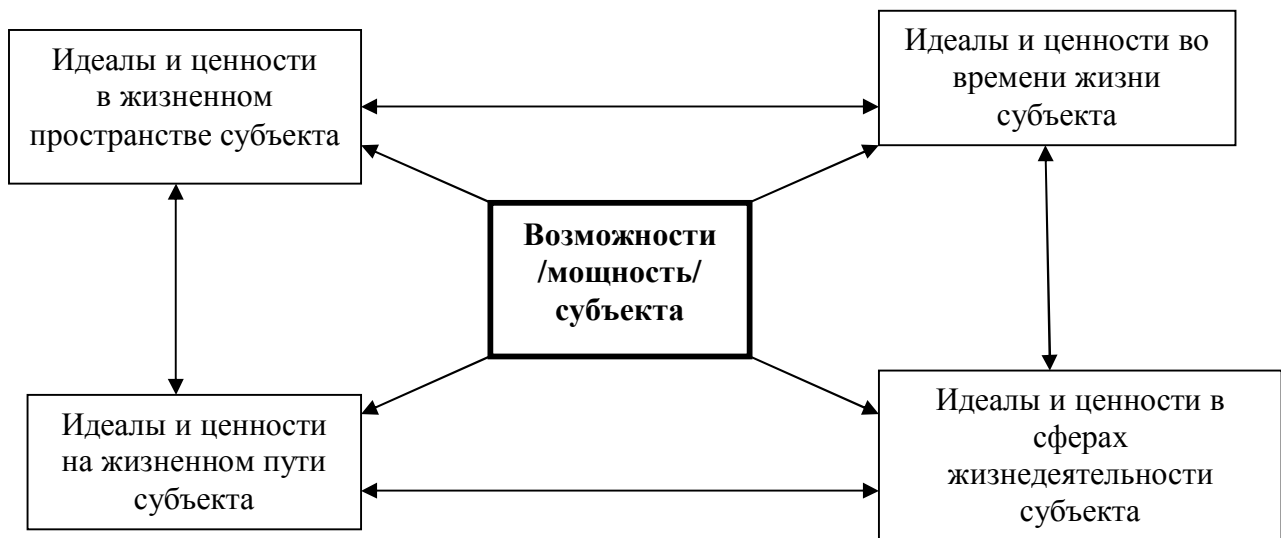 Идеалы и ценности
в жизненном
пространстве субъекта
Идеалы и ценности во
времени жизни
субъекта
Возможности
/мощность/
субъекта
Идеалы и ценности
на жизненном пути
субъекта
Идеалы и ценности в
сферах
жизнедеятельности
субъекта